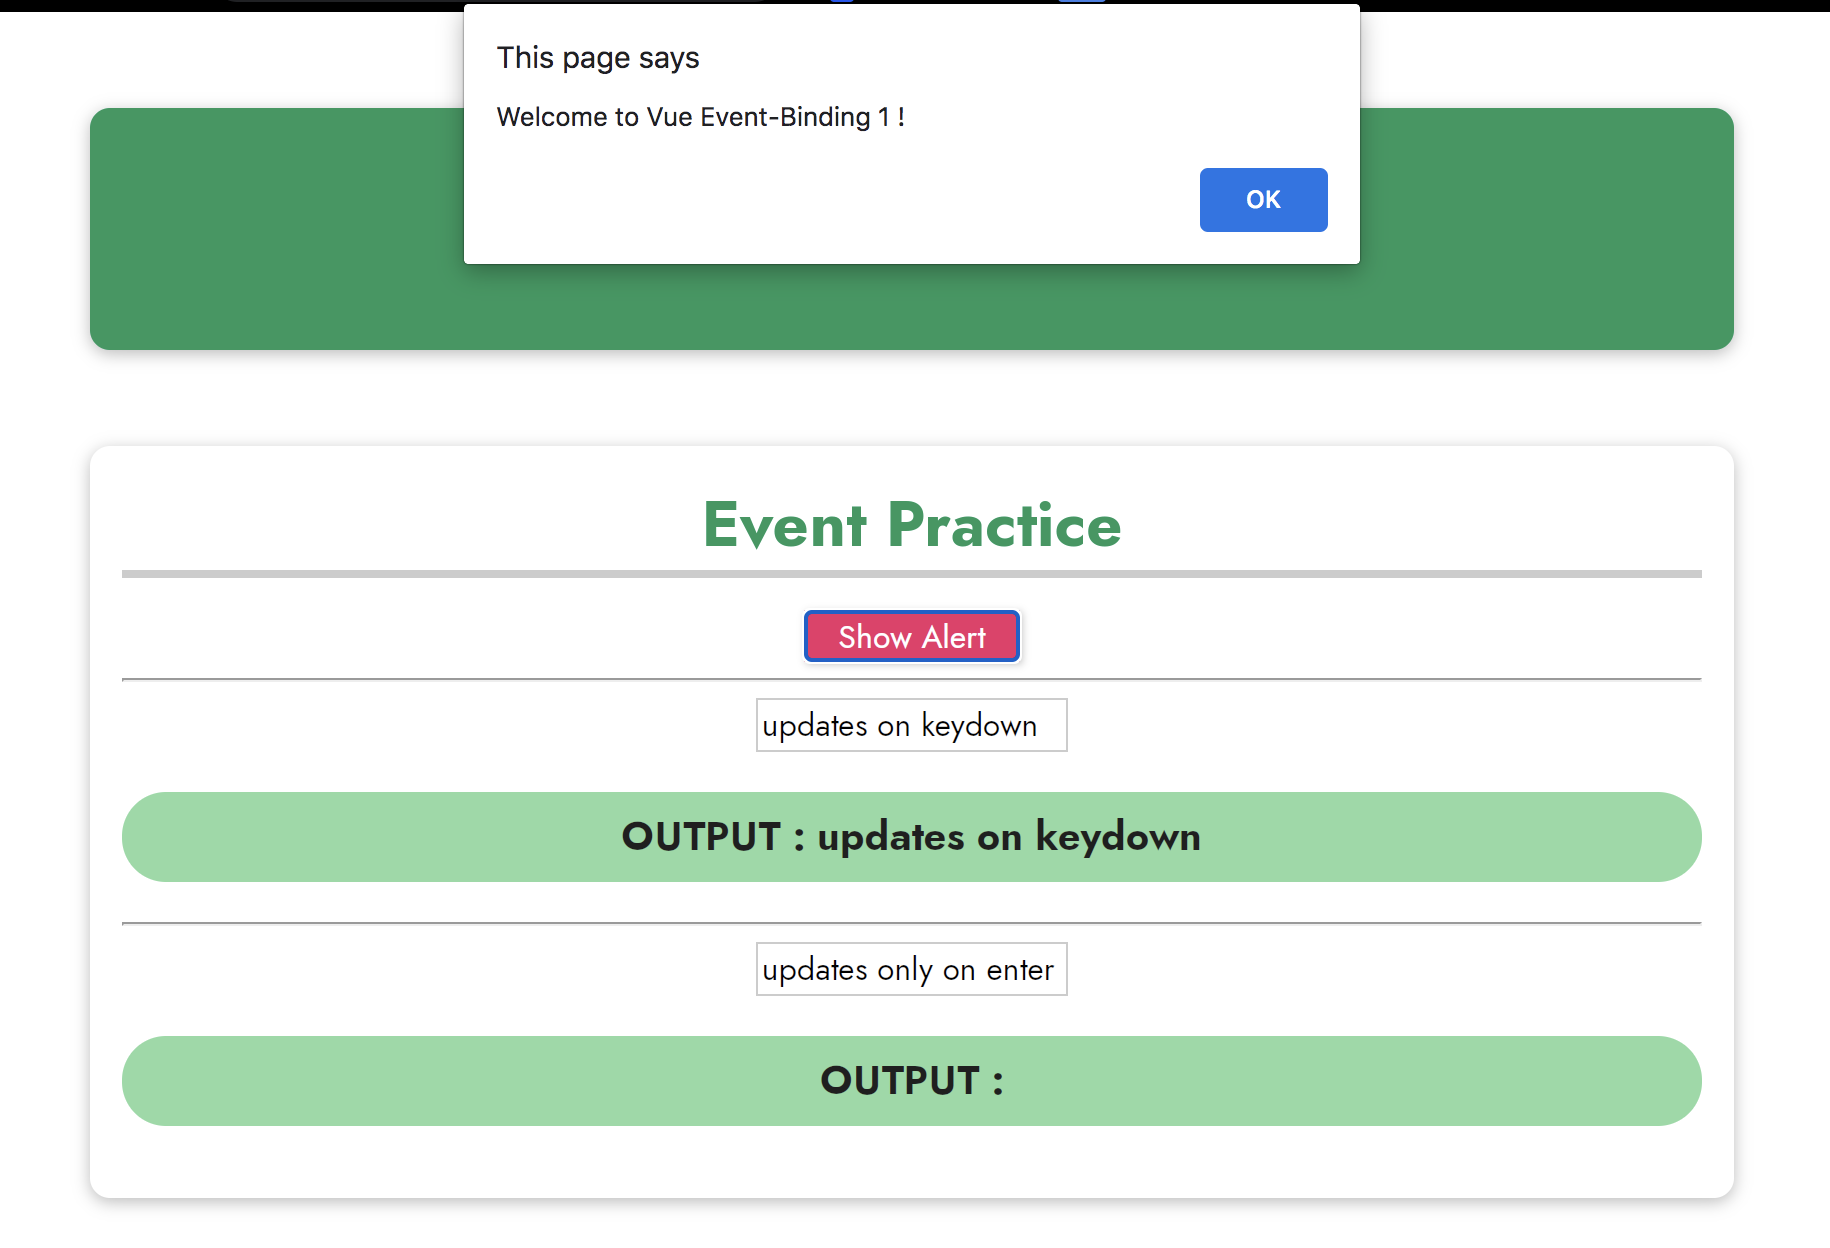 This page says
Welcome to Vue Event-Binding 1 !
OK
Event Practice
Show Alert
updates on keydown
OUTPUT : updates on keydown
updates only on enter
OUTPUT :